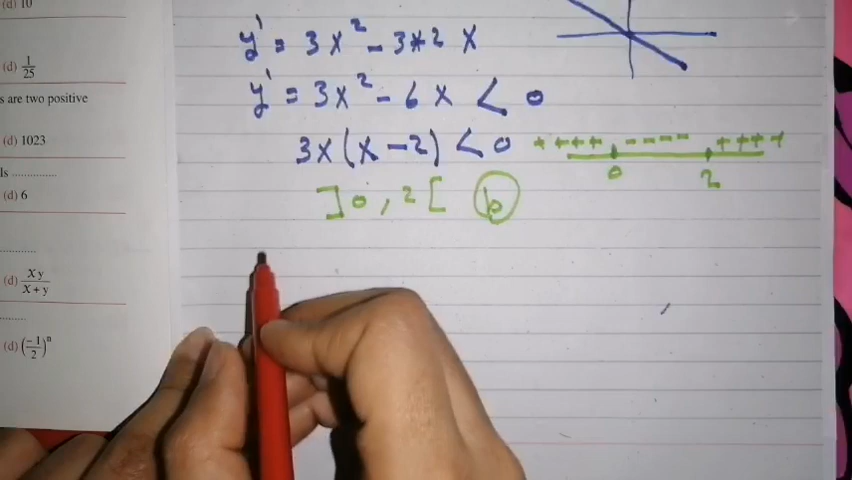 (d) 10
(d) 1/25
s are two positive
(d) 1023
ls ...............
(d) 6
...............
(d) Xy/X+y
.........
(d) (-1/2)ⁿ
y' = 3x² - 3*2 x
y' = 3x² - 6x < 0
3x(x - 2) < 0
++++ ---- ++++
0 2
]0, 2[ b